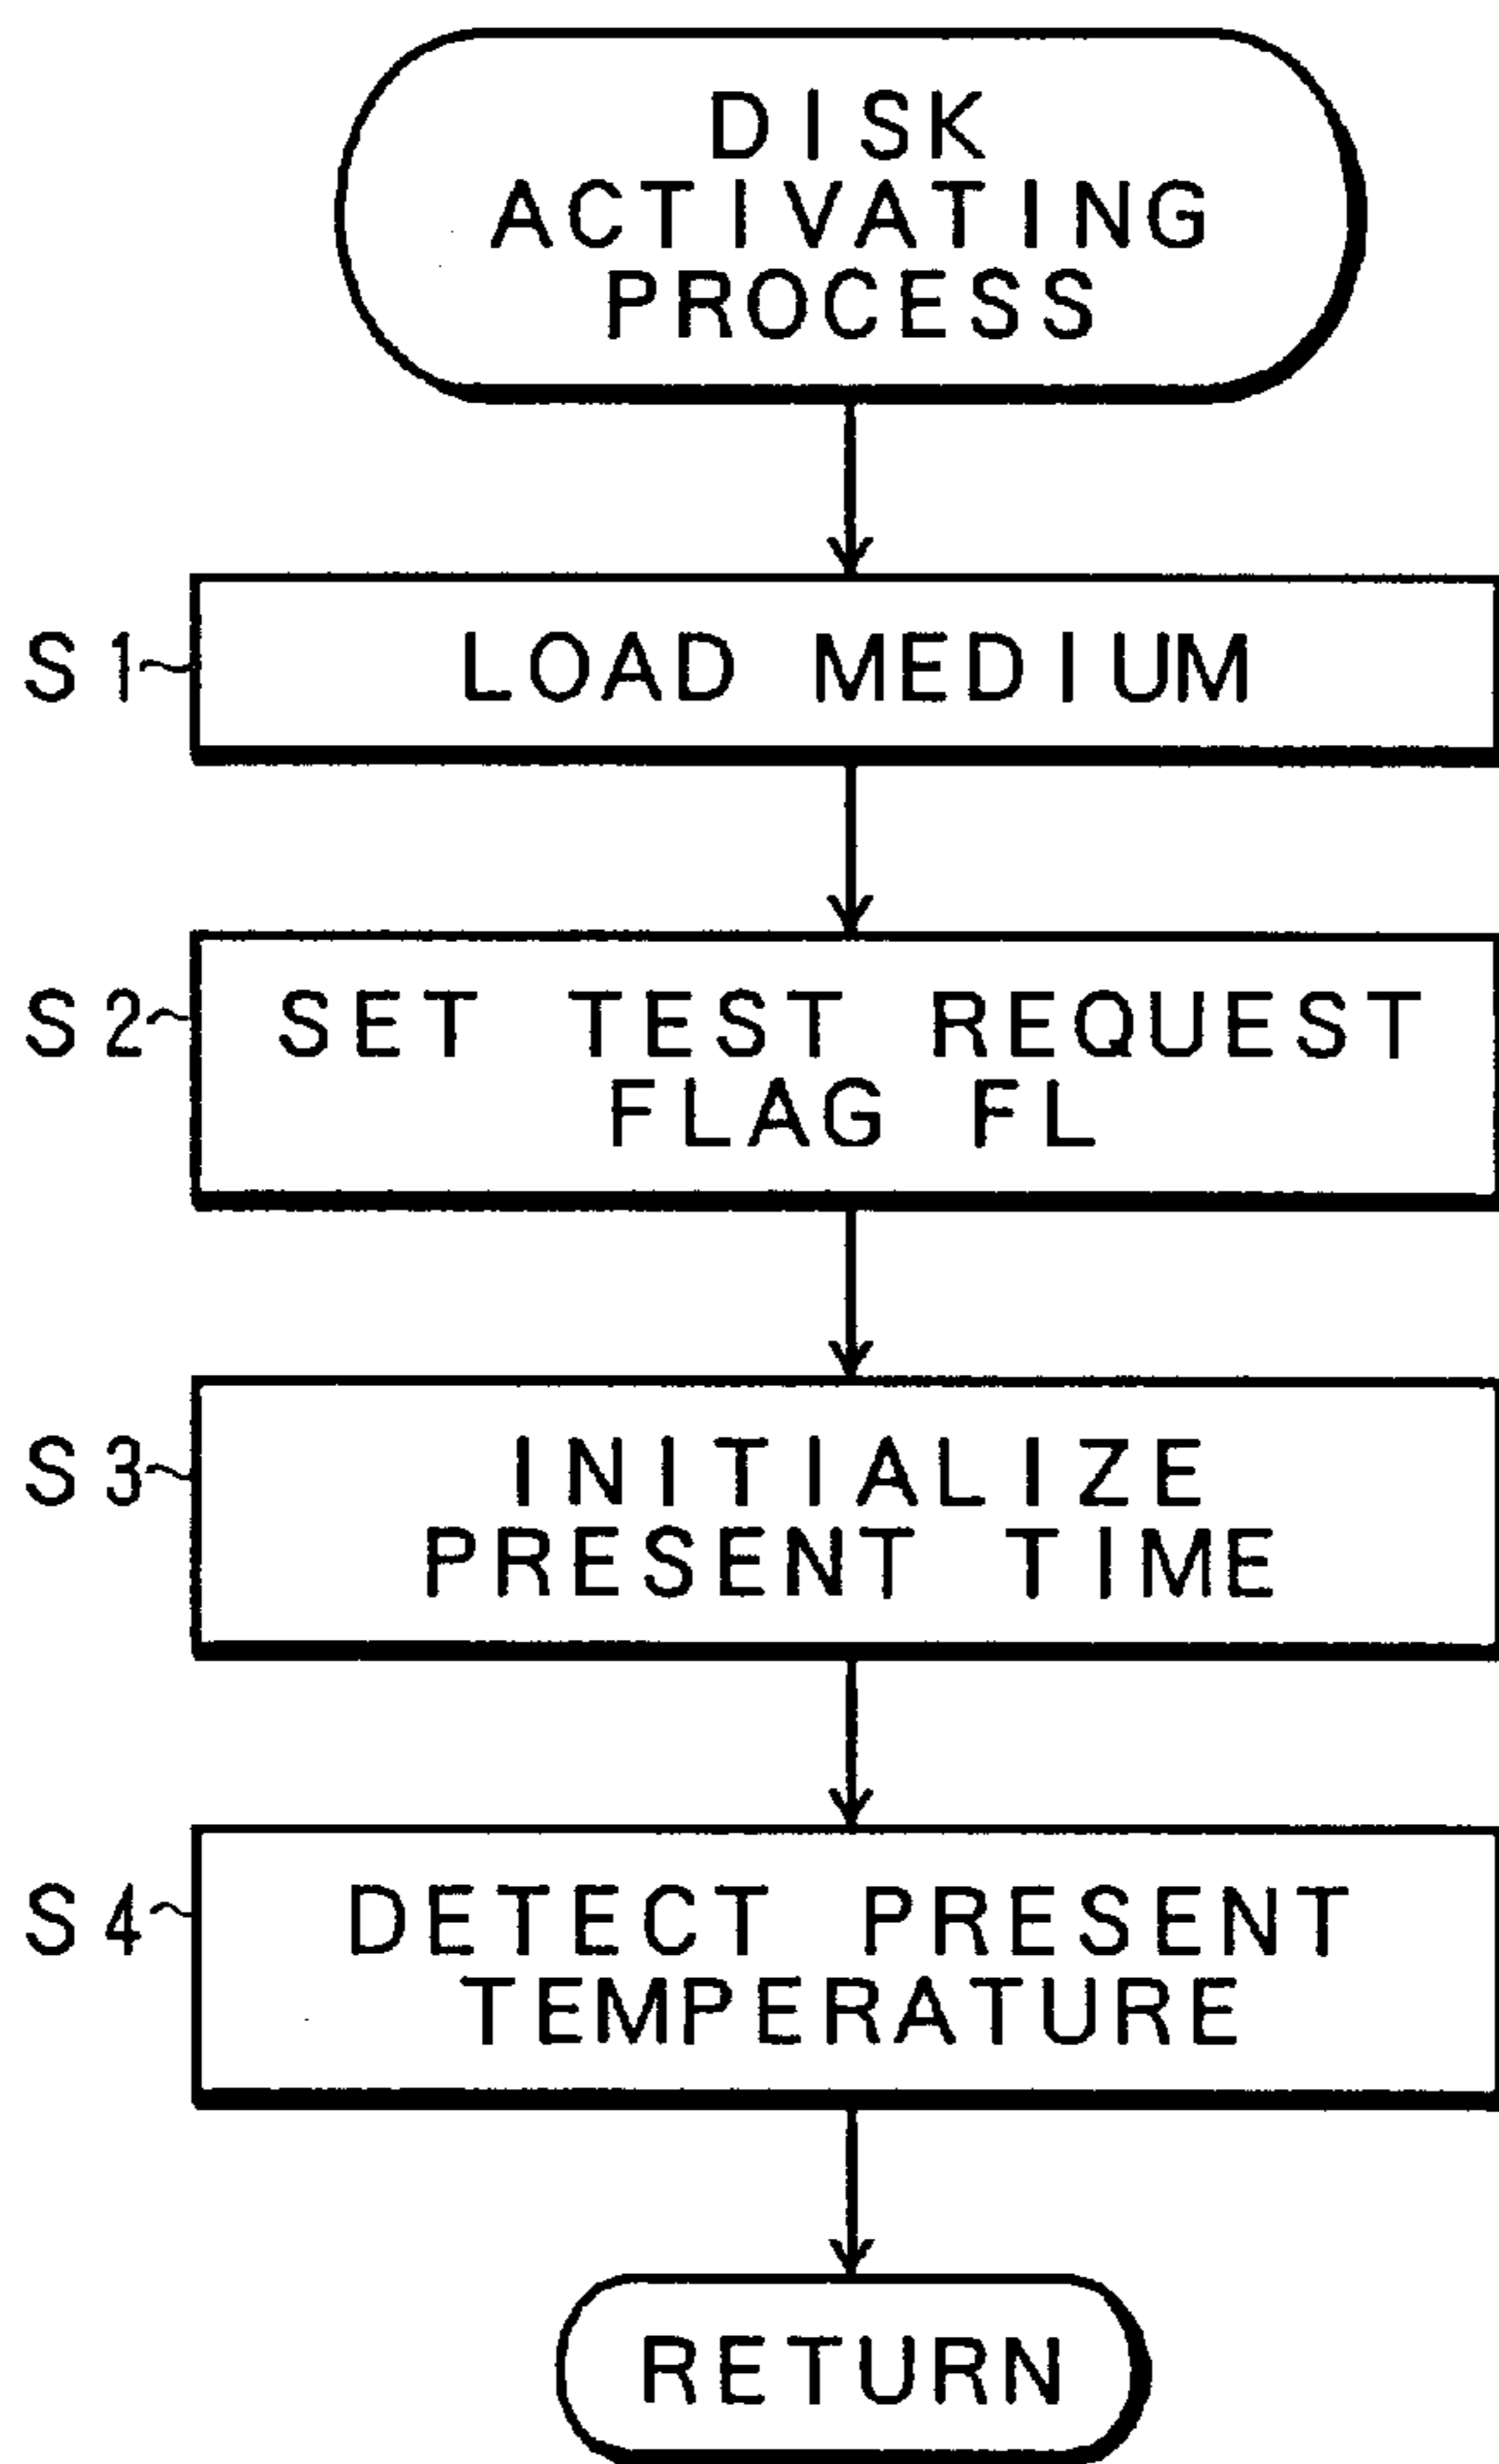 DISK
ACTIVATING
PROCESS
S1 LOAD MEDIUM
S2 SET TEST REQUEST
FLAG FL
S3 INITIALIZE
PRESENT TIME
S4 DETECT PRESENT
TEMPERATURE
RETURN